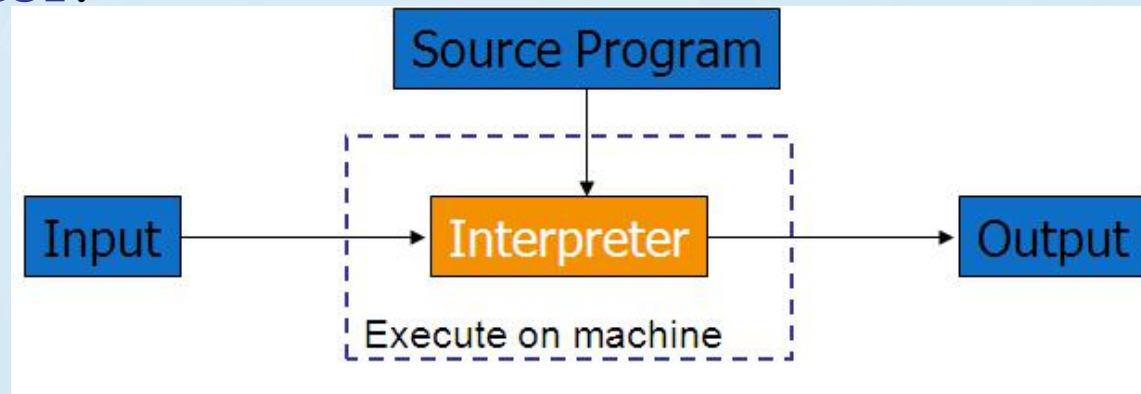 Source Program
Input
Interpreter
Output
Execute on machine